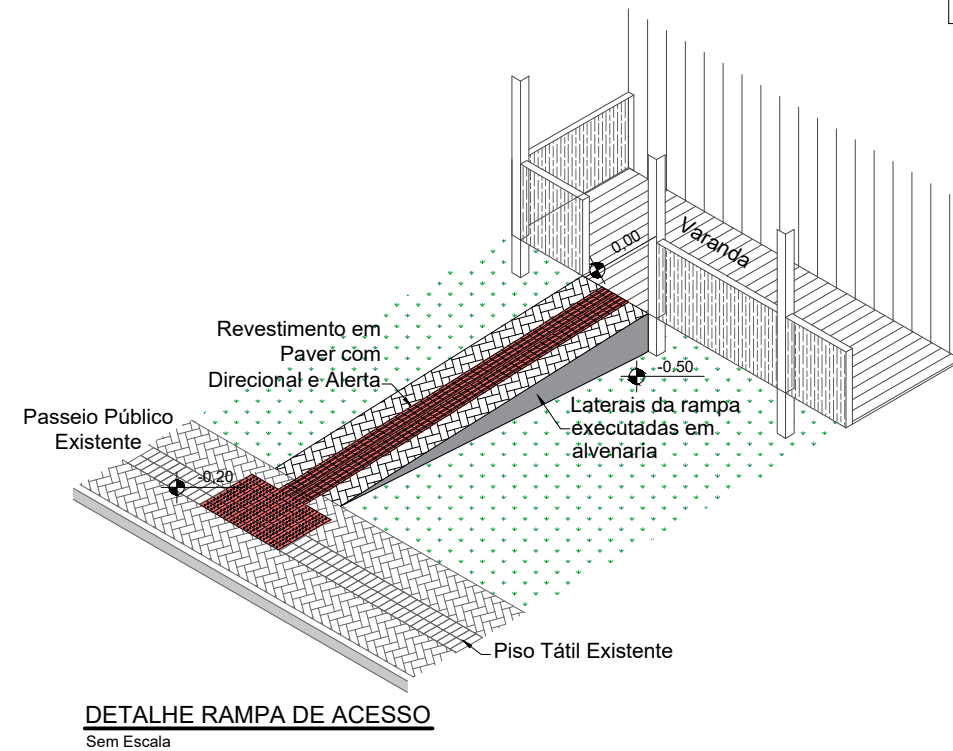 Varanda
0,00
Revestimento em
Paver com
Direcional e Alerta
-0.50
Passeio Público
Existente
Laterais da rampa
executadas em
alvenaria
-0,20
Piso Tátil Existente
DETALHE RAMPA DE ACESSO
Sem Escala